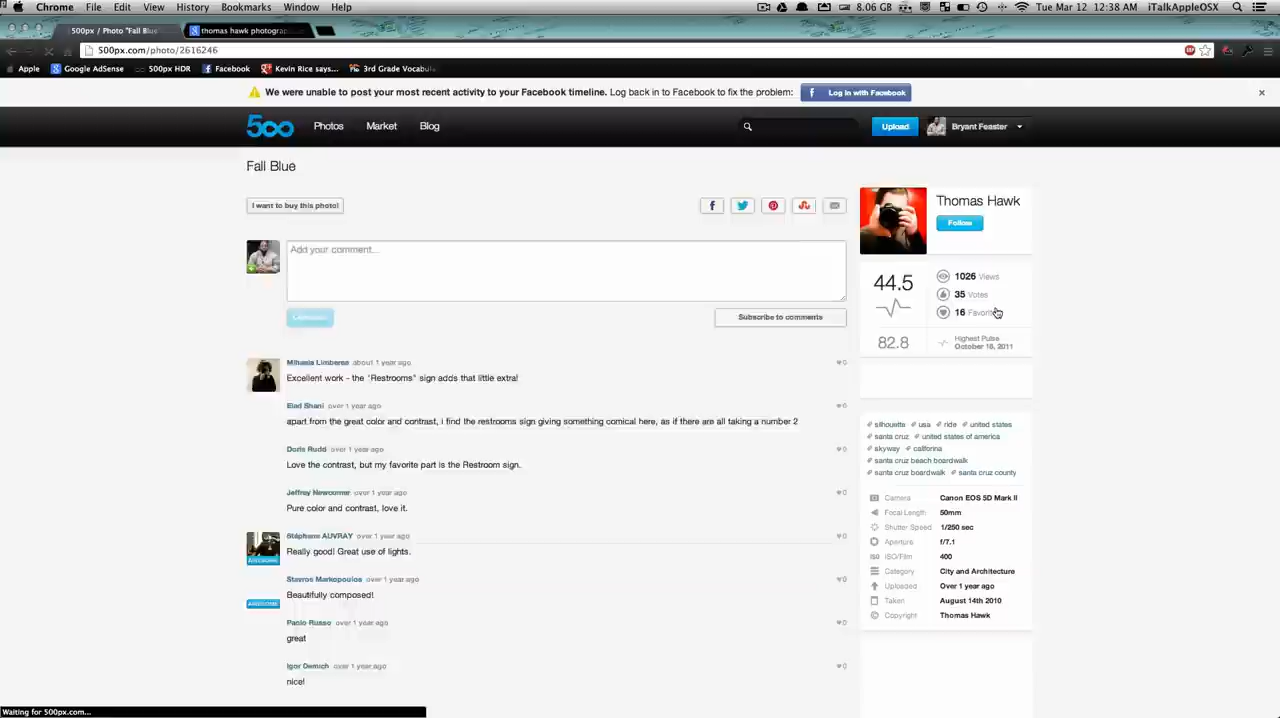 Chrome File Edit View History Bookmarks Window Help 8.06 GB Tue Mar 12 12:38 AM iTalkAppleOSX
500px / Photo "Fall Blue thomas hawk photograp
500px.com/photo/2616246
Apple Google AdSense 500px HDR Facebook Kevin Rice says... 3rd Grade Vocabula
We were unable to post your most recent activity to your Facebook timeline. Log back in to Facebook to fix the problem: Log in with Facebook
500 Photos Market Blog Upload Bryant Feaster
Fall Blue
I want to buy this photo!
Thomas Hawk
Follow
Add your comment...
Subscribe to comments
44.5
1026 Views
35 Votes
16 Favorit
82.8
Highest Pulse
October 16, 2011
Mihaela Limberea about 1 year ago 0
Excellent work - the "Restrooms" sign adds that little extra!
Elad Shani over 1 year ago 0
apart from the great color and contrast, i find the restrooms sign giving something comical here, as if there are all taking a number 2
Doris Rudd over 1 year ago 0
Love the contrast, but my favorite part is the Restroom sign.
Jeffrey Newcomer over 1 year ago 0
Pure color and contrast, love it.
Stéphane AUVRAY over 1 year ago 0
Really good! Great use of lights.
AWESOME
Stavros Markopoulos over 1 year ago 0
Beautifully composed!
AWESOME
Paolo Russo over 1 year ago 0
great
Igor Demich over 1 year ago 0
nice!
silhouette usa ride united states
santa cruz united states of america
skyway california
santa cruz beach boardwalk
santa cruz boardwalk santa cruz county
Camera Canon EOS 5D Mark II
Focal Length 50mm
Shutter Speed 1/250 sec
Aperture f/7.1
ISO ISO/Film 400
Category City and Architecture
Uploaded Over 1 year ago
Taken August 14th 2010
Copyright Thomas Hawk
Waiting for 500px.com...